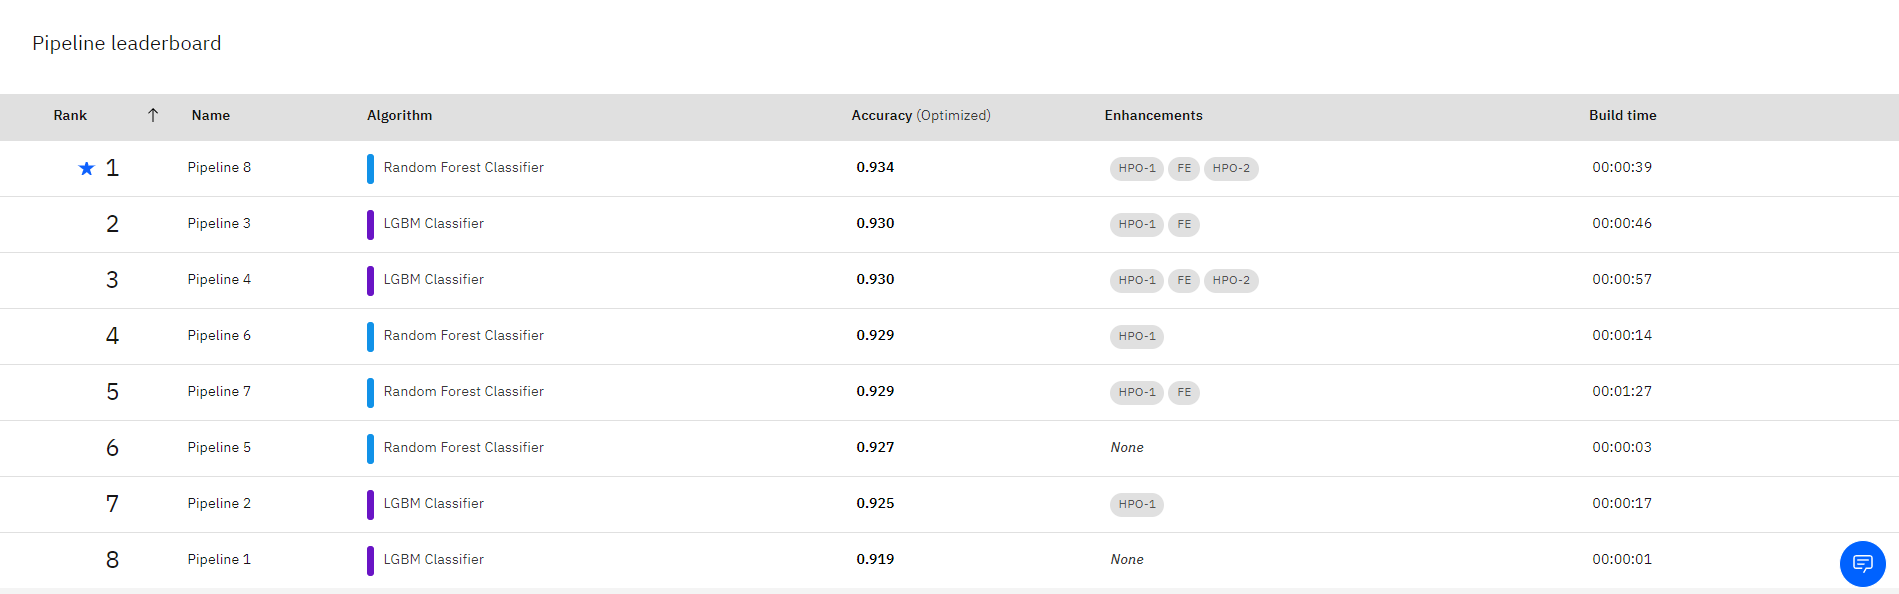 Pipeline leaderboard
Rank Name Algorithm Accuracy (Optimized) Enhancements Build time
1 Pipeline 8 Random Forest Classifier 0.934 HPO-1 FE HPO-2 00:00:39
2 Pipeline 3 LGBM Classifier 0.930 HPO-1 FE 00:00:46
3 Pipeline 4 LGBM Classifier 0.930 HPO-1 FE HPO-2 00:00:57
4 Pipeline 6 Random Forest Classifier 0.929 HPO-1 00:00:14
5 Pipeline 7 Random Forest Classifier 0.929 HPO-1 FE 00:01:27
6 Pipeline 5 Random Forest Classifier 0.927 None 00:00:03
7 Pipeline 2 LGBM Classifier 0.925 HPO-1 00:00:17
8 Pipeline 1 LGBM Classifier 0.919 None 00:00:01